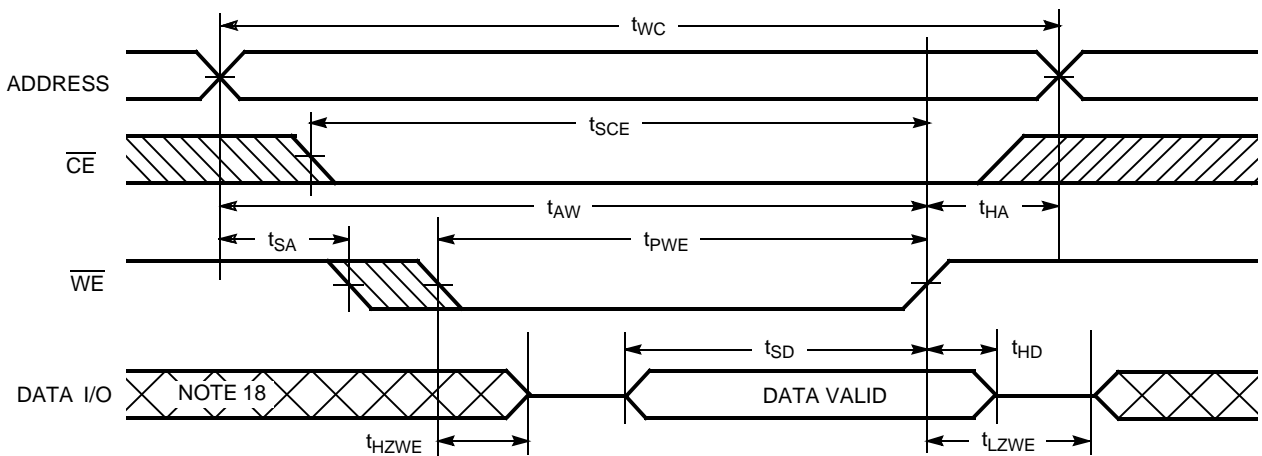 tWC
ADDRESS
tSCE
CE
tAW
tHA
tSA
tPWE
WE
tSD
tHD
DATA I/O
NOTE 18
DATA VALID
tHZWE
tLZWE